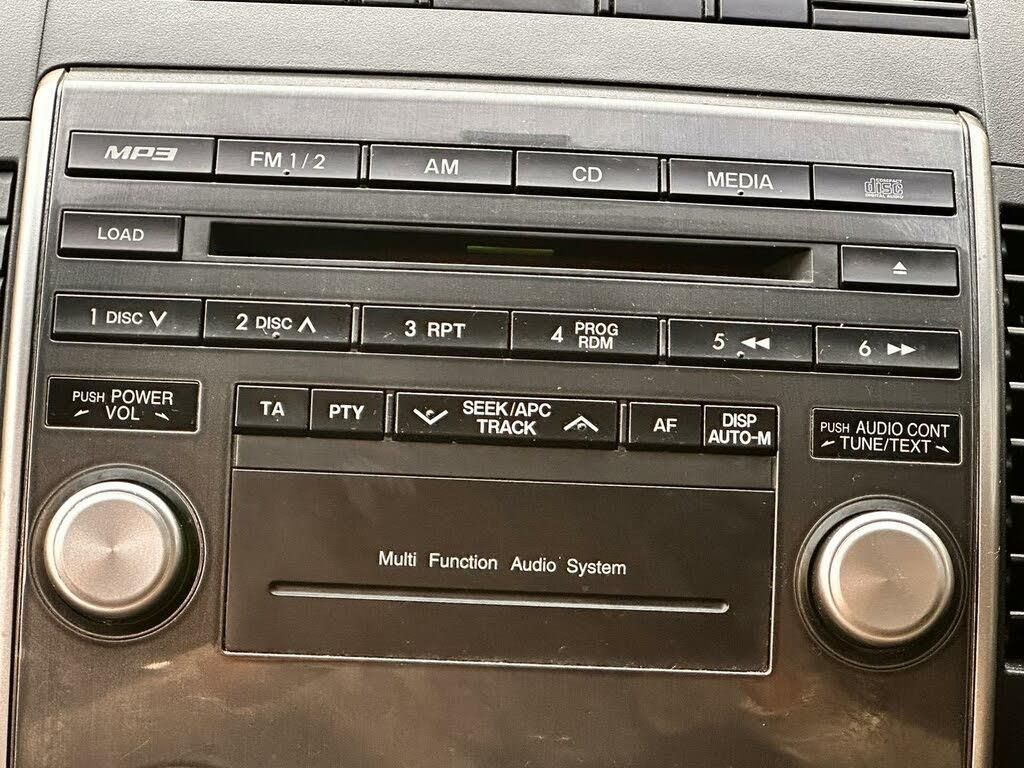 MP3
FM 1/2
AM
CD
MEDIA
COMPACT
disc
DIGITAL AUDIO
LOAD
1 DISC
2 DISC
3 RPT
4 PROG
RDM
5
6
PUSH POWER
VOL
TA
PTY
SEEK/APC
TRACK
AF
DISP
AUTO-M
PUSH AUDIO CONT
TUNE/TEXT
Multi Function Audio System